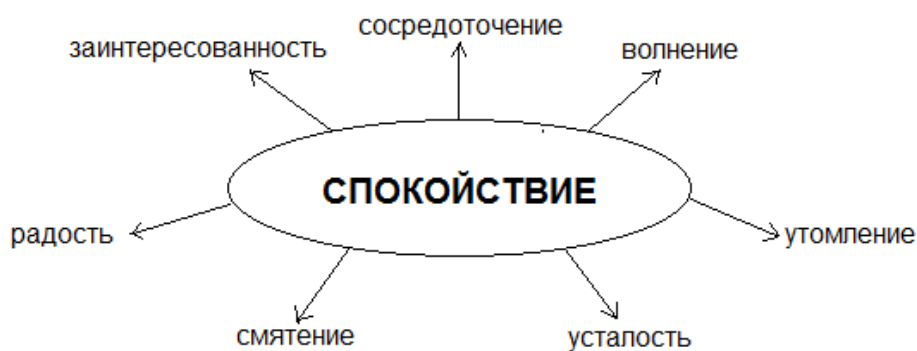 сосредоточение
заинтересованность
волнение
СПОКОЙСТВИЕ
радость
утомление
смятение
усталость